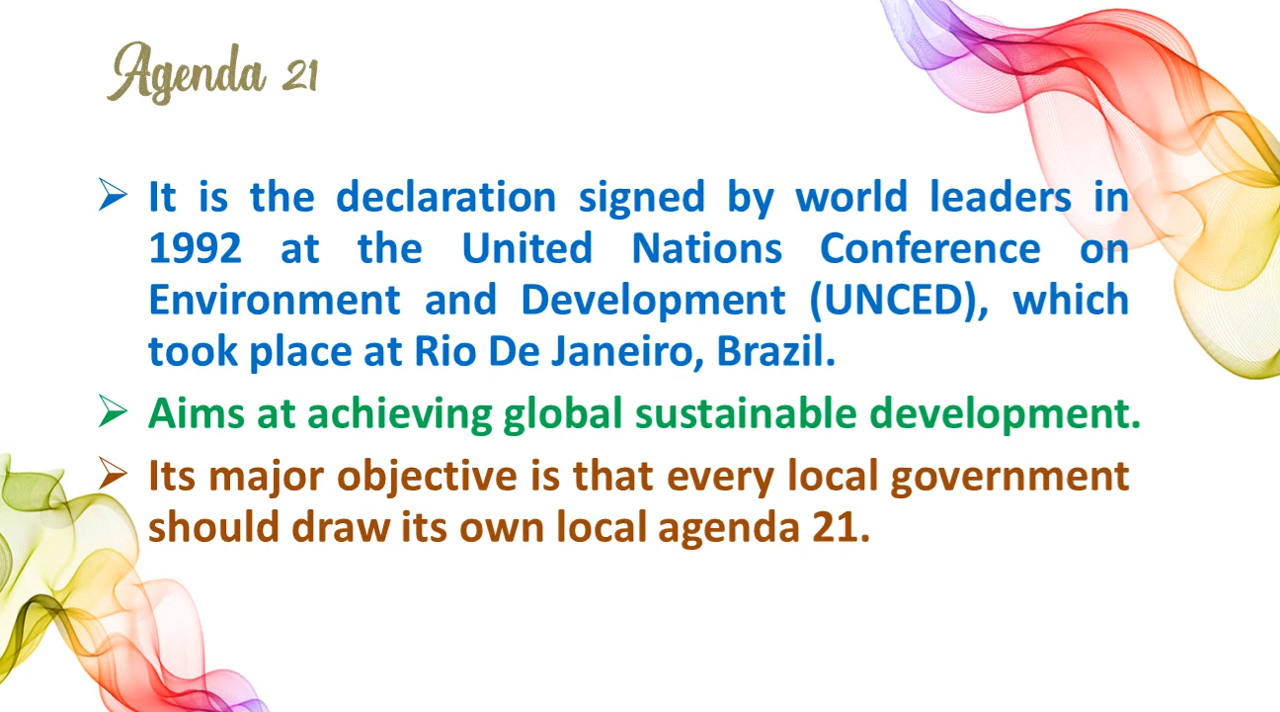 Agenda 21
It is the declaration signed by world leaders in
1992 at the United Nations Conference on
Environment and Development (UNCED), which
took place at Rio De Janeiro, Brazil.
Aims at achieving global sustainable development.
Its major objective is that every local government
should draw its own local agenda 21.